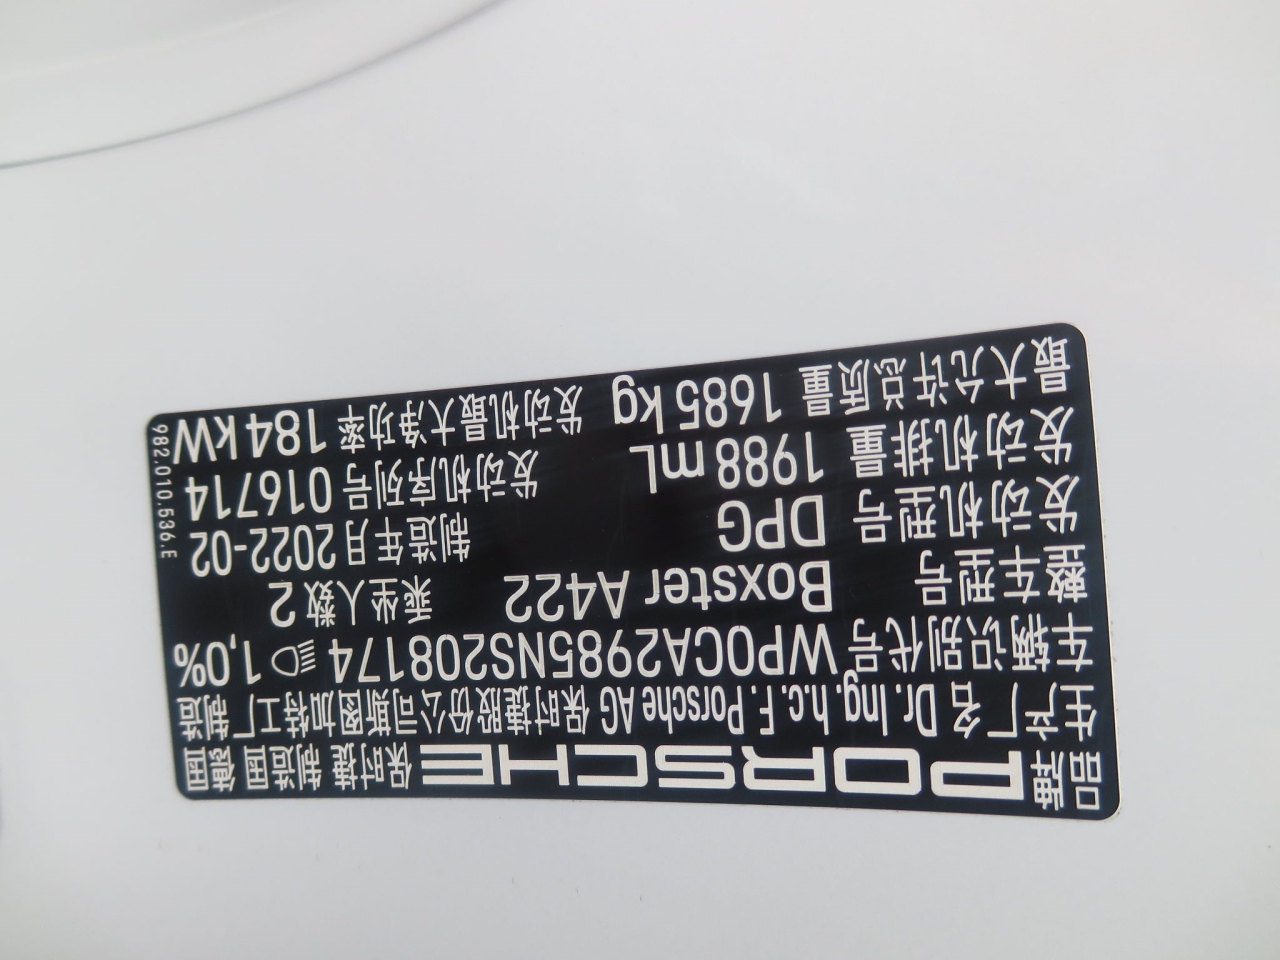 品牌 PORSCHE 保时捷 制造国 德国
生产厂名 Dr. Ing. h.c. F. Porsche AG 保时捷股份公司斯图加特工厂制造
车辆识别代号 WP0CA2985NS208174 1,0%
整车型号 Boxster A422 乘坐人数 2
发动机型号 DPG 制造年月 2022-02
发动机排量 1988 mL 发动机序列号 016714
最大允许总质量 1685 kg 发动机最大净功率 184 kW
982.010.536.E